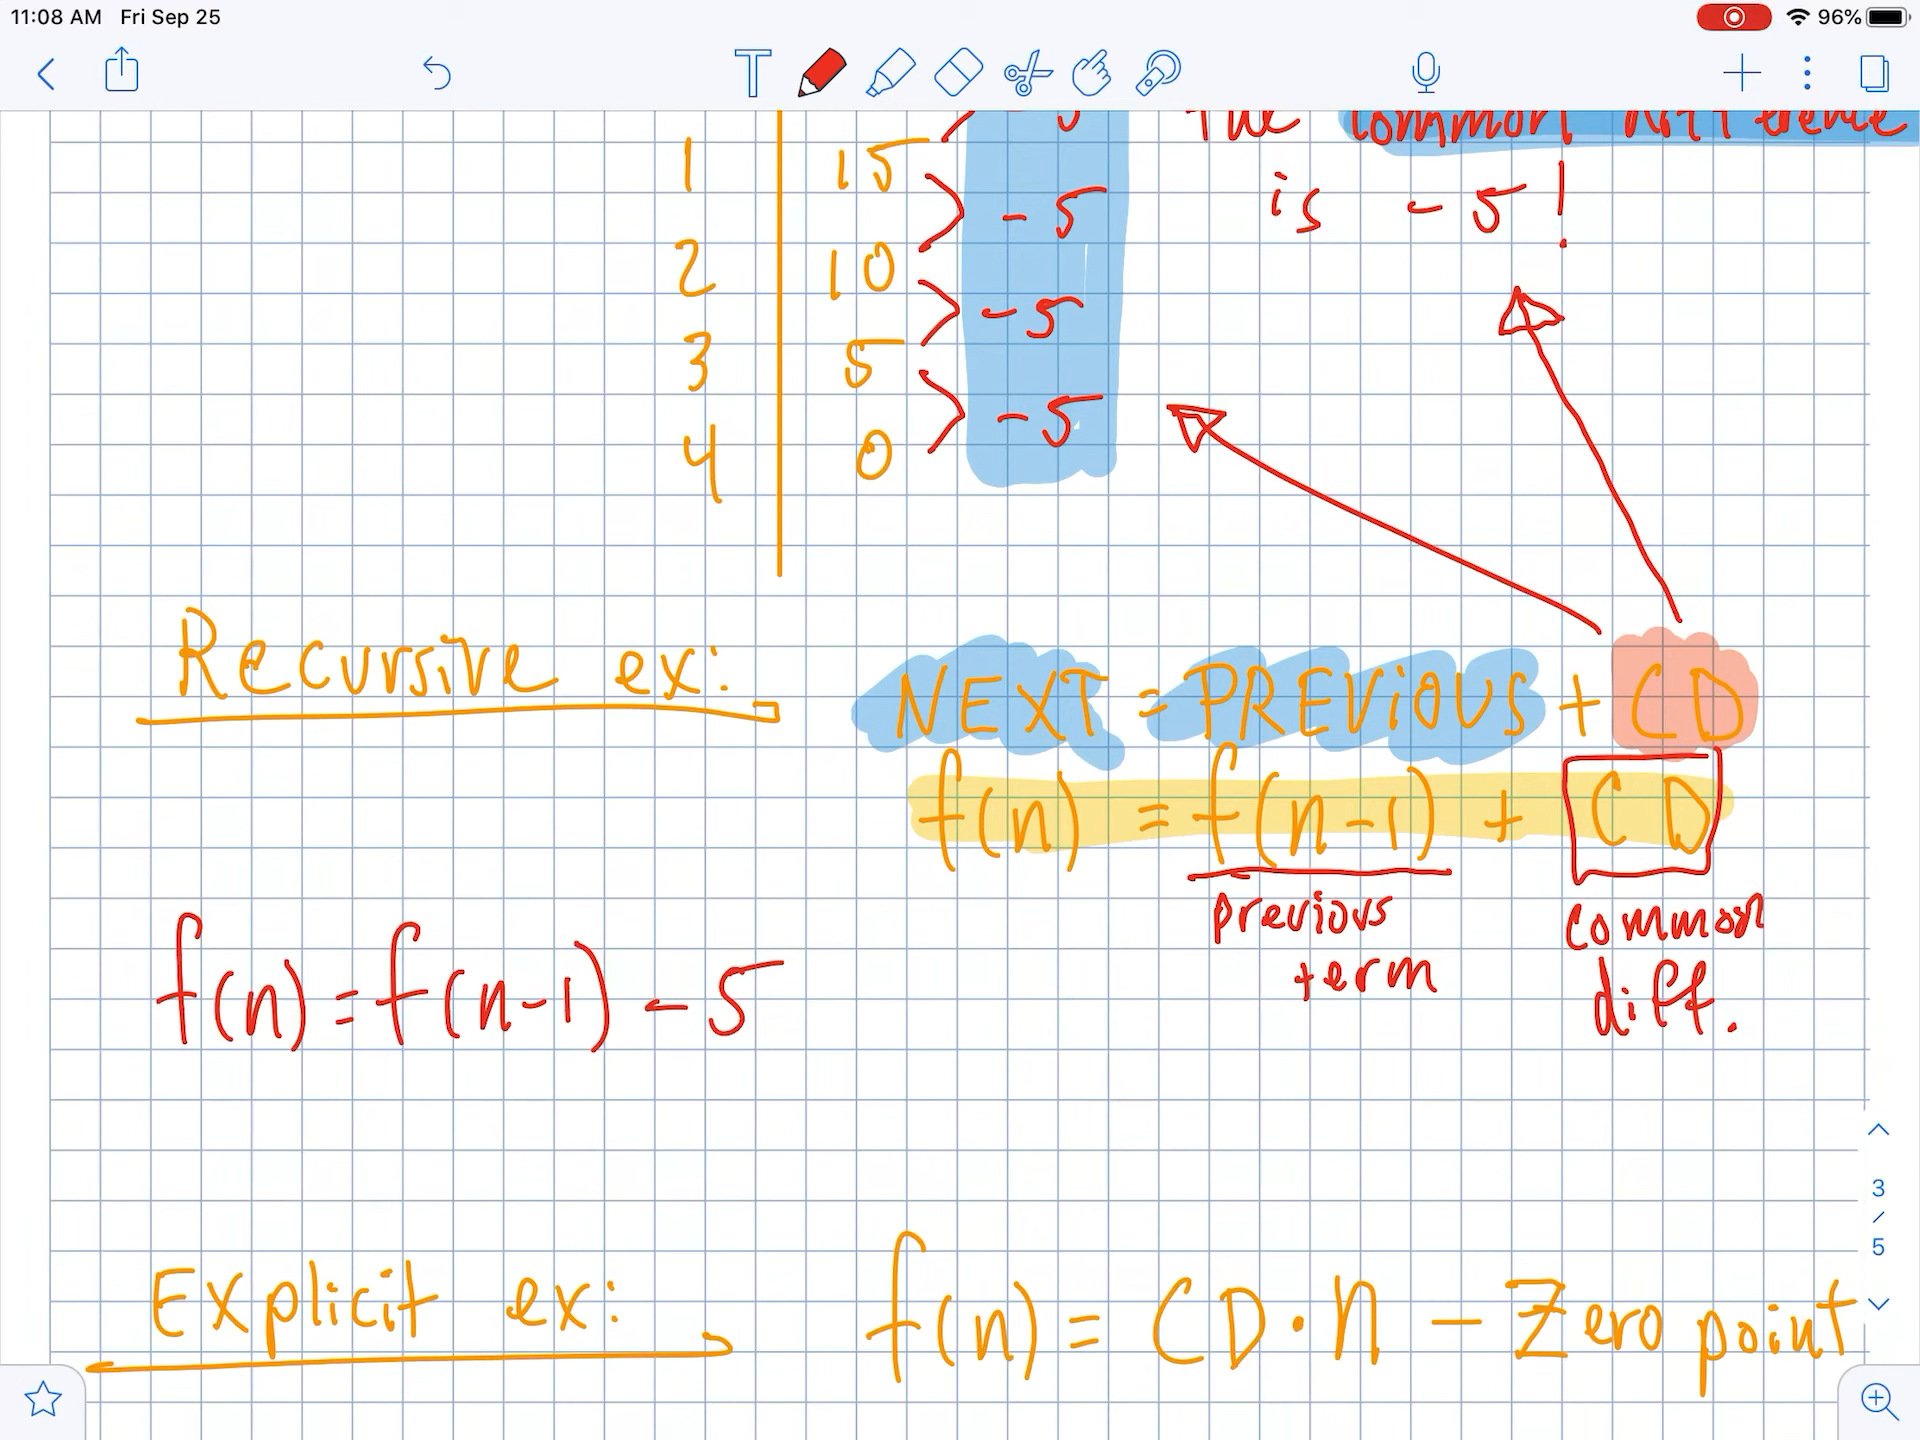 11:08 AM Fri Sep 25
96%
T
The common difference
1 15
is -5!
-5
2 10
-5
3 5
-5
4 0
Recursive ex:
NEXT = PREVIOUS + CD
f(n) = f(n-1) + CD
previous term
common diff.
f(n) = f(n-1) - 5
3
/
5
Explicit ex:
f(n) = CD · n - Zero point